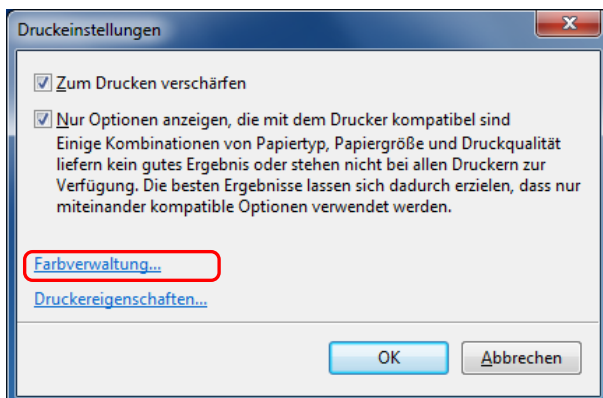 Druckeinstellungen
Zum Drucken verschärfen
Nur Optionen anzeigen, die mit dem Drucker kompatibel sind
Einige Kombinationen von Papiertyp, Papiergröße und Druckqualität
liefern kein gutes Ergebnis oder stehen nicht bei allen Druckern zur
Verfügung. Die besten Ergebnisse lassen sich dadurch erzielen, dass nur
miteinander kompatible Optionen verwendet werden.
Farbverwaltung...
Druckereigenschaften...
OK
Abbrechen